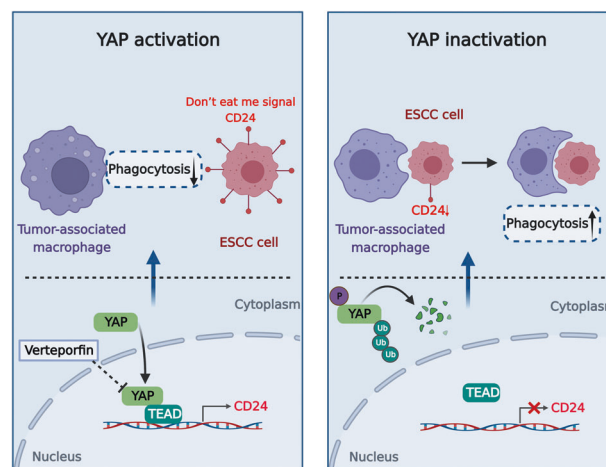 YAP activation
Don't eat me signal
CD24
Phagocytosis
Tumor-associated
macrophage
ESCC cell
Cytoplasm
YAP
Verteporfin
YAP
TEAD
CD24
Nucleus
YAP inactivation
ESCC cell
CD24↓
Tumor-associated
macrophage
Phagocytosis
P
YAP
Ub
Ub
Ub
Cytoplasm
TEAD
CD24
Nucleus